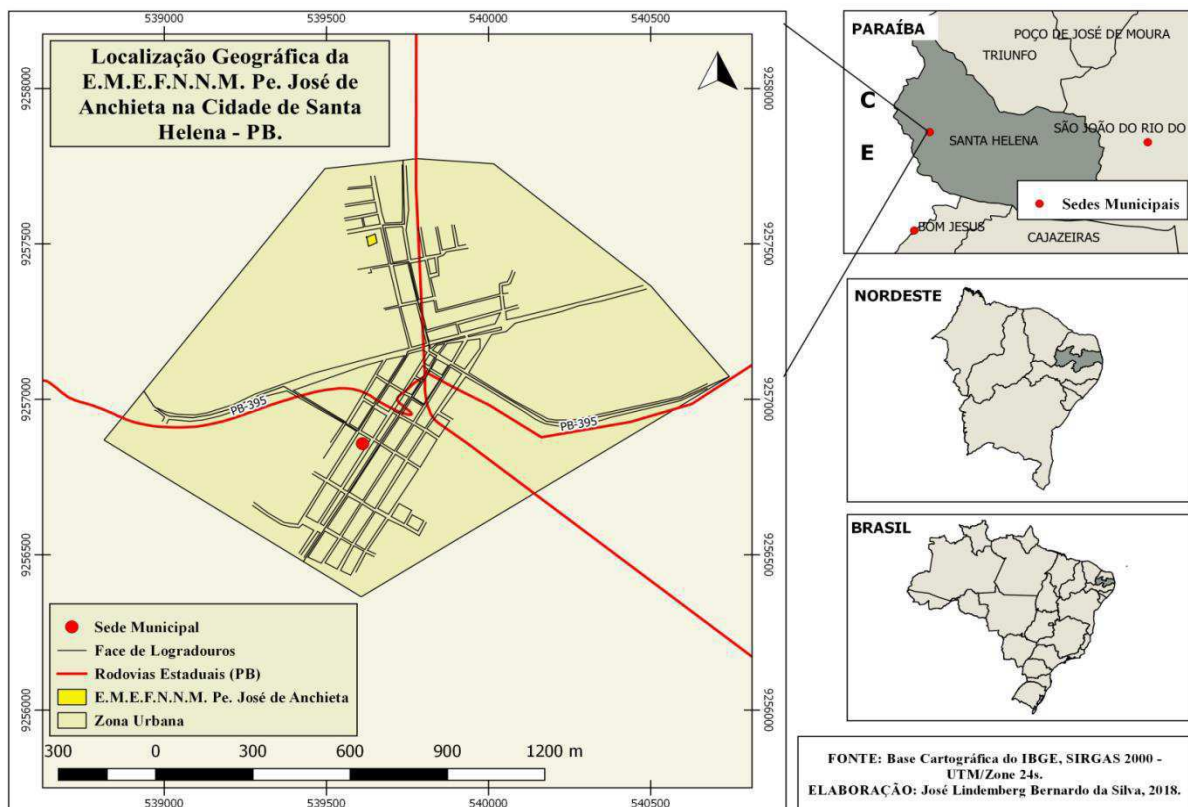 539000 539500 540000 540500
Localização Geográfica da
E.M.E.F.N.N.M. Pe. José de
Anchieta na Cidade de Santa
Helena - PB.
9258000
9257500
9257000
9256500
9256000
9258000
9257500
9257000
9256500
9256000
PB-395
PB-395
Sede Municipal
Face de Logradouros
Rodovias Estaduais (PB)
E.M.E.F.N.N.M. Pe. José de Anchieta
Zona Urbana
300 0 300 600 900 1200 m
539000 539500 540000 540500
PARAÍBA
POÇO DE JOSÉ DE MOURA
TRIUNFO
C
E
SANTA HELENA
SÃO JOÃO DO RIO DO
Sedes Municipais
BOM JESUS
CAJAZEIRAS
NORDESTE
BRASIL
FONTE: Base Cartográfica do IBGE, SIRGAS 2000 -
UTM/Zone 24s.
ELABORAÇÃO: José Lindemberg Bernardo da Silva, 2018.